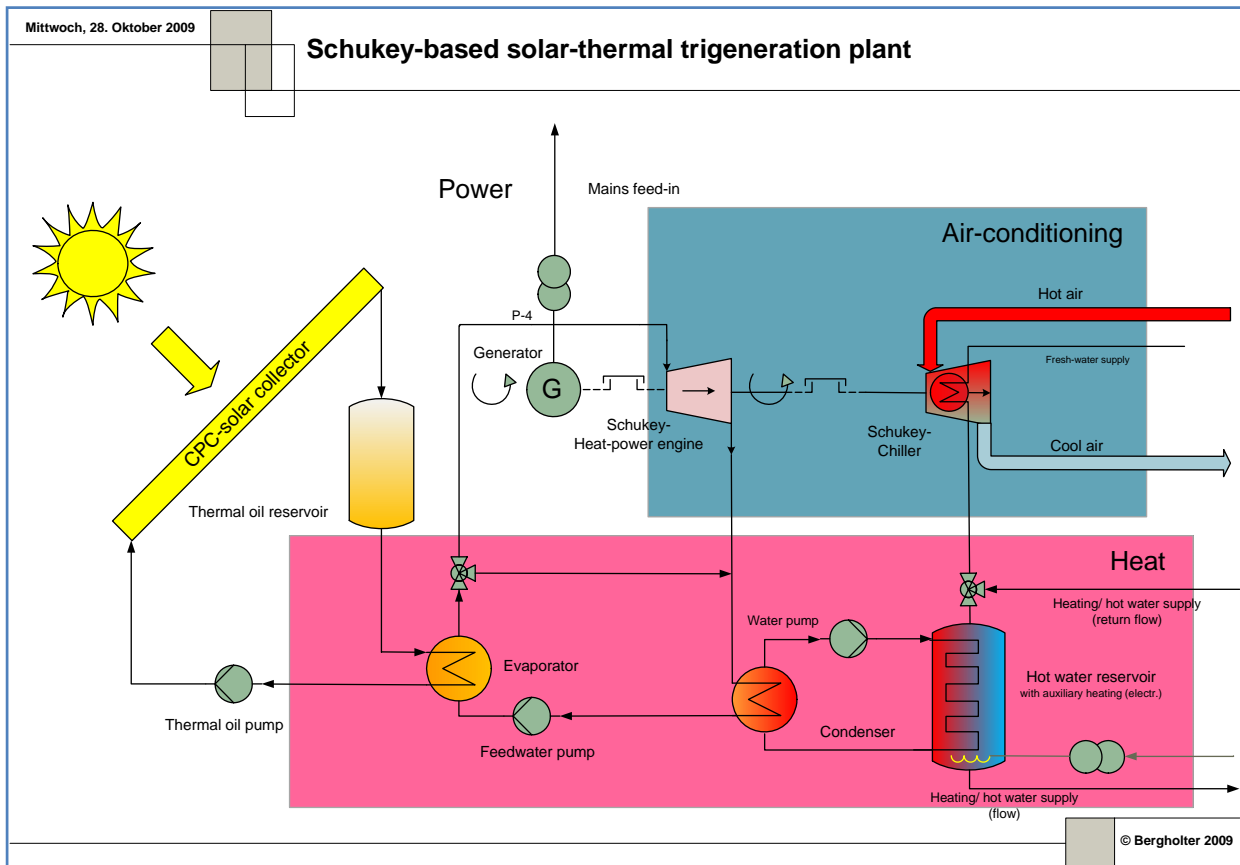 Mittwoch, 28. Oktober 2009
Schukey-based solar-thermal trigeneration plant
Power
Mains feed-in
Air-conditioning
Hot air
P-4
Generator
Fresh-water supply
G
CPC-solar collector
Schukey-
Heat-power engine
Schukey-
Chiller
Cool air
Thermal oil reservoir
Heat
Heating/ hot water supply
(return flow)
Water pump
Evaporator
Hot water reservoir
with auxiliary heating (electr.)
Thermal oil pump
Feedwater pump
Condenser
Heating/ hot water supply
(flow)
© Bergholter 2009